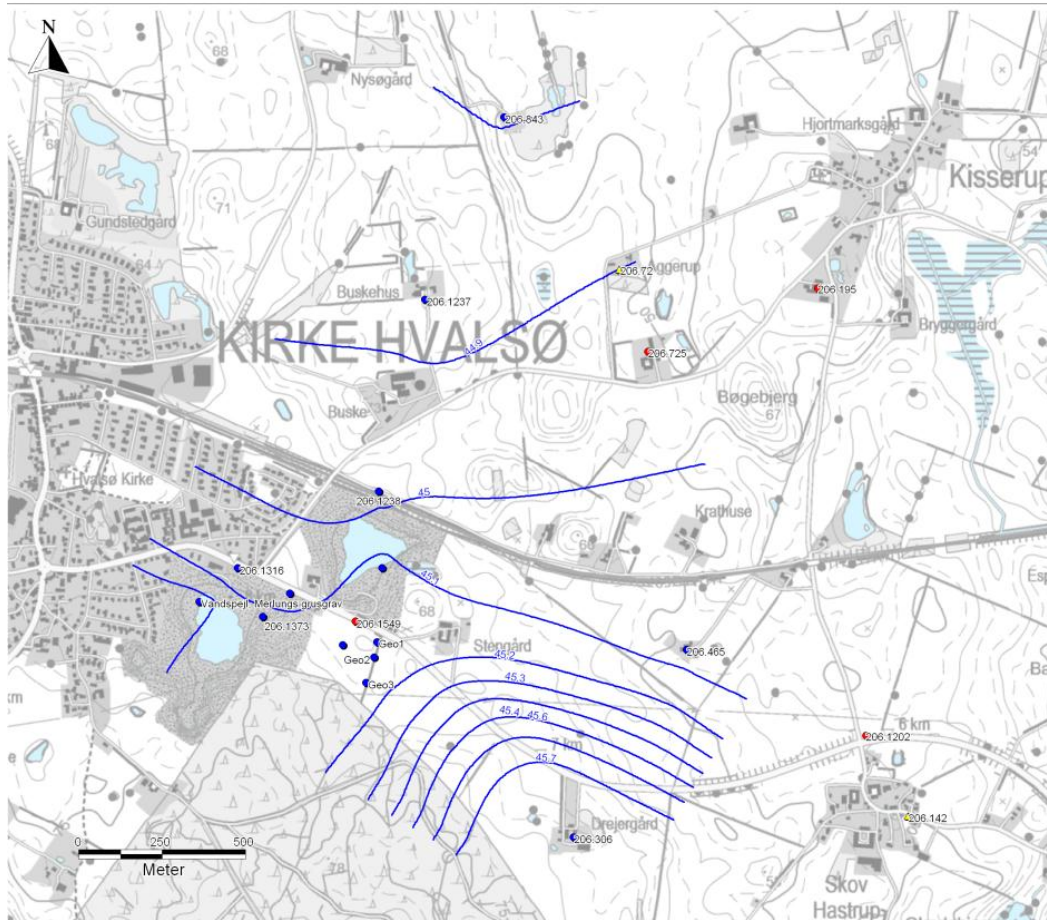 N
68
Nysøgård
206.843
Hjortmarksgård
54
Kisserup
68
71
Gundstedgård
64
206.72
Aggerup
Buskehus
206.1237
206.195
Bryggergård
KIRKE HVALSØ
44.9
206.725
Bøgebjerg
67
Buske
Hvalsø Kirke
45
206.1238
Krathuse
206.1316
45.1
Vandspejl Merlungs grusgrav
68
206.1373
206.1549
Geo1
Stengård
206.465
Geo2
45.2
Geo3
45.3
km
45.4
45.6
6 km
206.1202
7 km
45.7
206.142
Drejergård
206.306
0 250 500
Meter
78
Skov
Hastrup